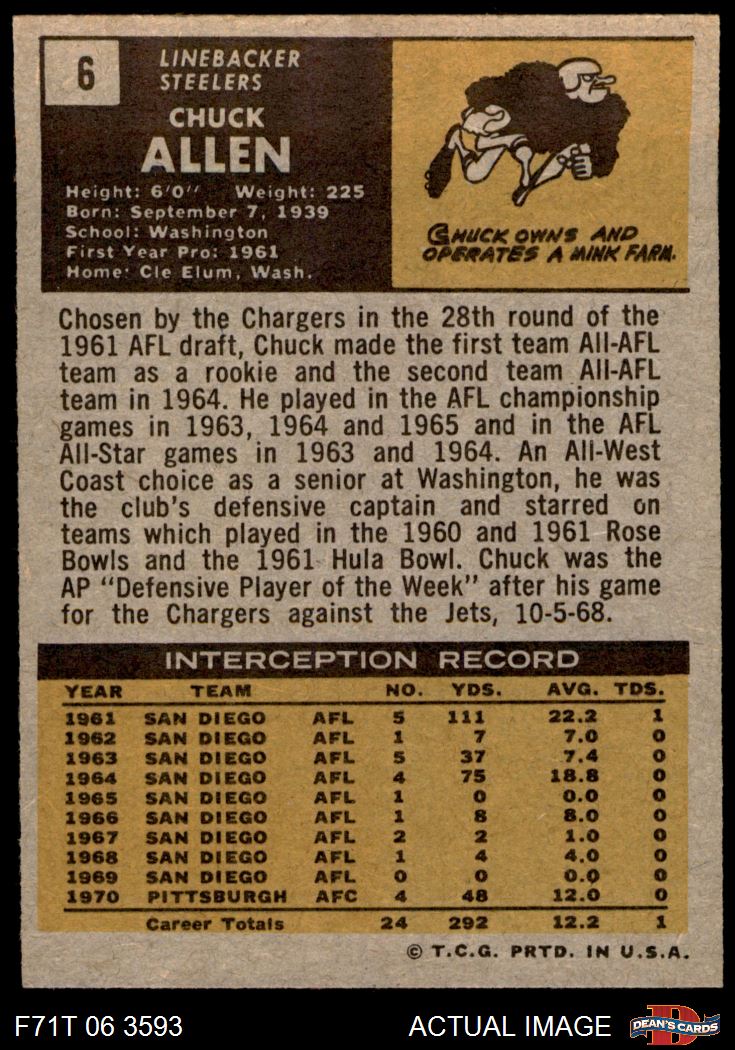 6
LINEBACKER
STEELERS
CHUCK
ALLEN
Height: 6'0" Weight: 225
Born: September 7, 1939
School: Washington
First Year Pro: 1961
Home: Cle Elum, Wash.
CHUCK OWNS AND
OPERATES A MINK FARM.
Chosen by the Chargers in the 28th round of the
1961 AFL draft, Chuck made the first team All-AFL
team as a rookie and the second team All-AFL
team in 1964. He played in the AFL championship
games in 1963, 1964 and 1965 and in the AFL
All-Star games in 1963 and 1964. An All-West
Coast choice as a senior at Washington, he was
the club's defensive captain and starred on
teams which played in the 1960 and 1961 Rose
Bowls and the 1961 Hula Bowl. Chuck was the
AP "Defensive Player of the Week" after his game
for the Chargers against the Jets, 10-5-68.
INTERCEPTION RECORD
YEAR TEAM NO. YDS. AVG. TDS.
1961 SAN DIEGO AFL 5 111 22.2 1
1962 SAN DIEGO AFL 1 7 7.0 0
1963 SAN DIEGO AFL 5 37 7.4 0
1964 SAN DIEGO AFL 4 75 18.8 0
1965 SAN DIEGO AFL 1 0 0.0 0
1966 SAN DIEGO AFL 1 8 8.0 0
1967 SAN DIEGO AFL 2 2 1.0 0
1968 SAN DIEGO AFL 1 4 4.0 0
1969 SAN DIEGO AFL 0 0 0.0 0
1970 PITTSBURGH AFC 4 48 12.0 0
Career Totals 24 292 12.2 1
© T.C.G. PRTD. IN U.S.A.
F71T 06 3593 ACTUAL IMAGE
D
DEAN'S CARDS